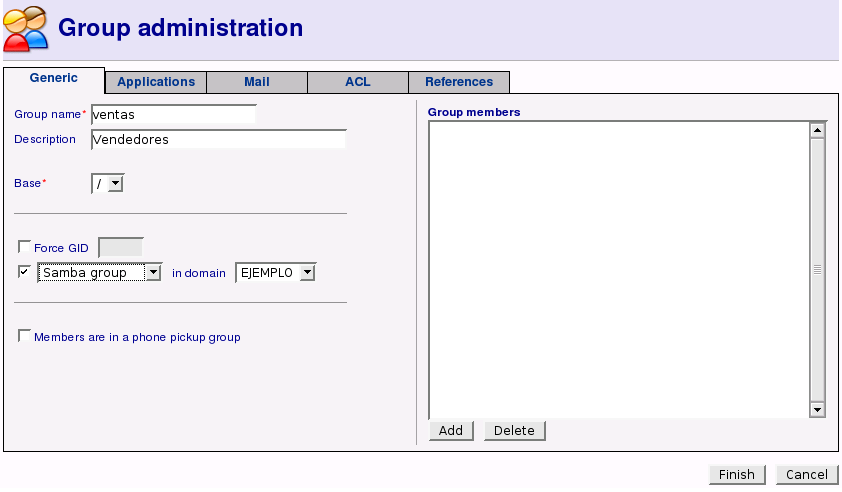 Group administration
Generic Applications Mail ACL References
Group name* ventas
Description Vendedores
Base* /
Force GID
Samba group in domain EJEMPLO
Members are in a phone pickup group
Group members
Add Delete
Finish Cancel